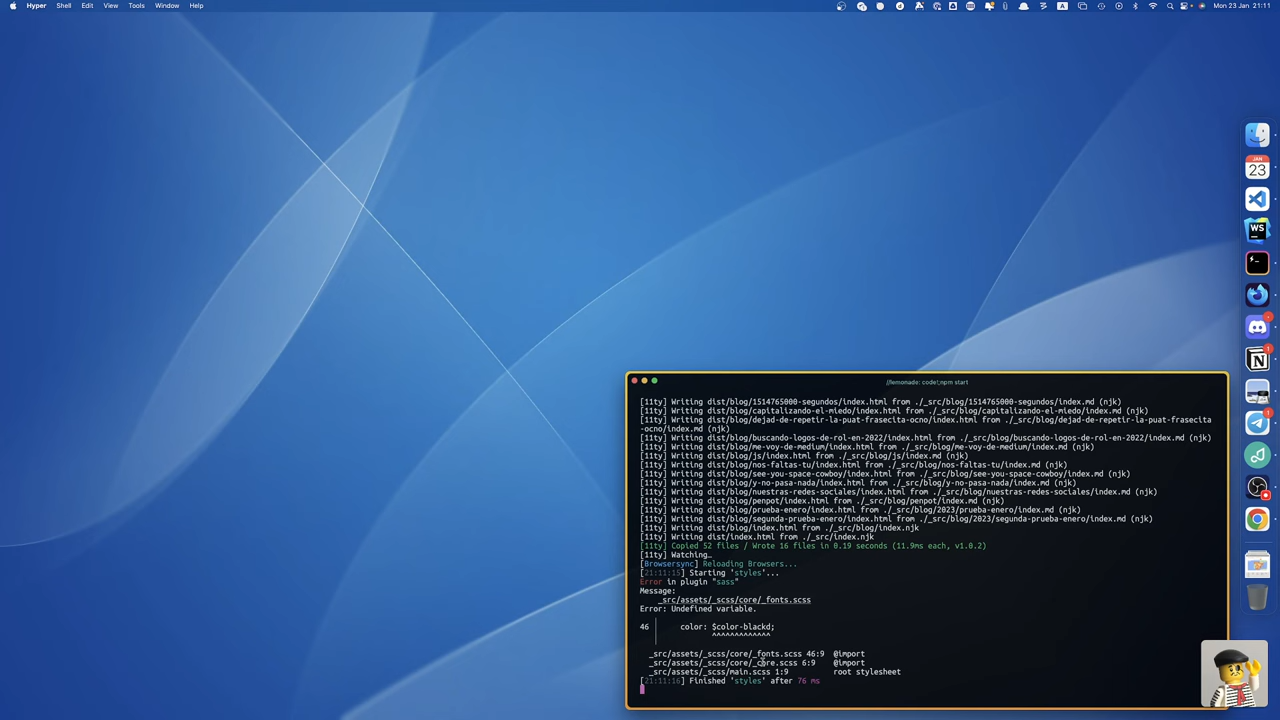 Hyper Shell Edit View Tools Window Help Mon 23 Jan 21:11
JAN
23
WS
//lemonade: code!;npm start
[11ty] Writing dist/blog/1514765000-segundos/index.html from ./_src/blog/1514765000-segundos/index.md (njk)
[11ty] Writing dist/blog/capitalizando-el-miedo/index.html from ./_src/blog/capitalizando-el-miedo/index.md (njk)
[11ty] Writing dist/blog/dejad-de-repetir-la-puat-frasecita-ocno/index.html from ./_src/blog/dejad-de-repetir-la-puat-frasecita
-ocno/index.md (njk)
[11ty] Writing dist/blog/buscando-logos-de-rol-en-2022/index.html from ./_src/blog/buscando-logos-de-rol-en-2022/index.md (njk)
[11ty] Writing dist/blog/me-voy-de-medium/index.html from ./_src/blog/me-voy-de-medium/index.md (njk)
[11ty] Writing dist/blog/js/index.html from ./_src/blog/js/index.md (njk)
[11ty] Writing dist/blog/nos-faltas-tu/index.html from ./_src/blog/nos-faltas-tu/index.md (njk)
[11ty] Writing dist/blog/see-you-space-cowboy/index.html from ./_src/blog/see-you-space-cowboy/index.md (njk)
[11ty] Writing dist/blog/y-no-pasa-nada/index.html from ./_src/blog/y-no-pasa-nada/index.md (njk)
[11ty] Writing dist/blog/nuestras-redes-sociales/index.html from ./_src/blog/nuestras-redes-sociales/index.md (njk)
[11ty] Writing dist/blog/penpot/index.html from ./_src/blog/penpot/index.md (njk)
[11ty] Writing dist/blog/prueba-enero/index.html from ./_src/blog/2023/prueba-enero/index.md (njk)
[11ty] Writing dist/blog/segunda-prueba-enero/index.html from ./_src/blog/2023/segunda-prueba-enero/index.md (njk)
[11ty] Writing dist/blog/index.html from ./_src/blog/index.njk
[11ty] Writing dist/index.html from ./_src/index.njk
[11ty] Copied 52 files / Wrote 16 files in 0.19 seconds (11.9ms each, v1.0.2)
[11ty] Watching…
[Browsersync] Reloading Browsers...
[21:11:15] Starting 'styles'...
Error in plugin "sass"
Message:
_src/assets/_scss/core/_fonts.scss
Error: Undefined variable.
46 │ color: $color-blackd;
^^^^^^^^^^^^^
_src/assets/_scss/core/_fonts.scss 46:9 @import
_src/assets/_scss/core/_core.scss 6:9 @import
_src/assets/_scss/main.scss 1:9 root stylesheet
[21:11:16] Finished 'styles' after 76 ms